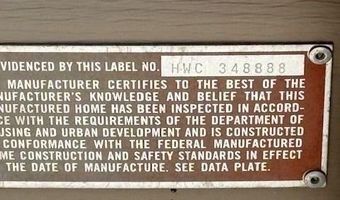 VIDENCED BY THIS LABEL NO. HWC 348888
MANUFACTURER CERTIFIES TO THE BEST OF THE
NUFACTURER'S KNOWLEDGE AND BELIEF THAT THIS
NUFACTURED HOME HAS BEEN INSPECTED IN ACCORD-
CE WITH THE REQUIREMENTS OF THE DEPARTMENT OF
USING AND URBAN DEVELOPMENT AND IS CONSTRUCTED
CONFORMANCE WITH THE FEDERAL MANUFACTURED
ME CONSTRUCTION AND SAFETY STANDARDS IN EFFECT
THE DATE OF MANUFACTURE. SEE DATA PLATE.